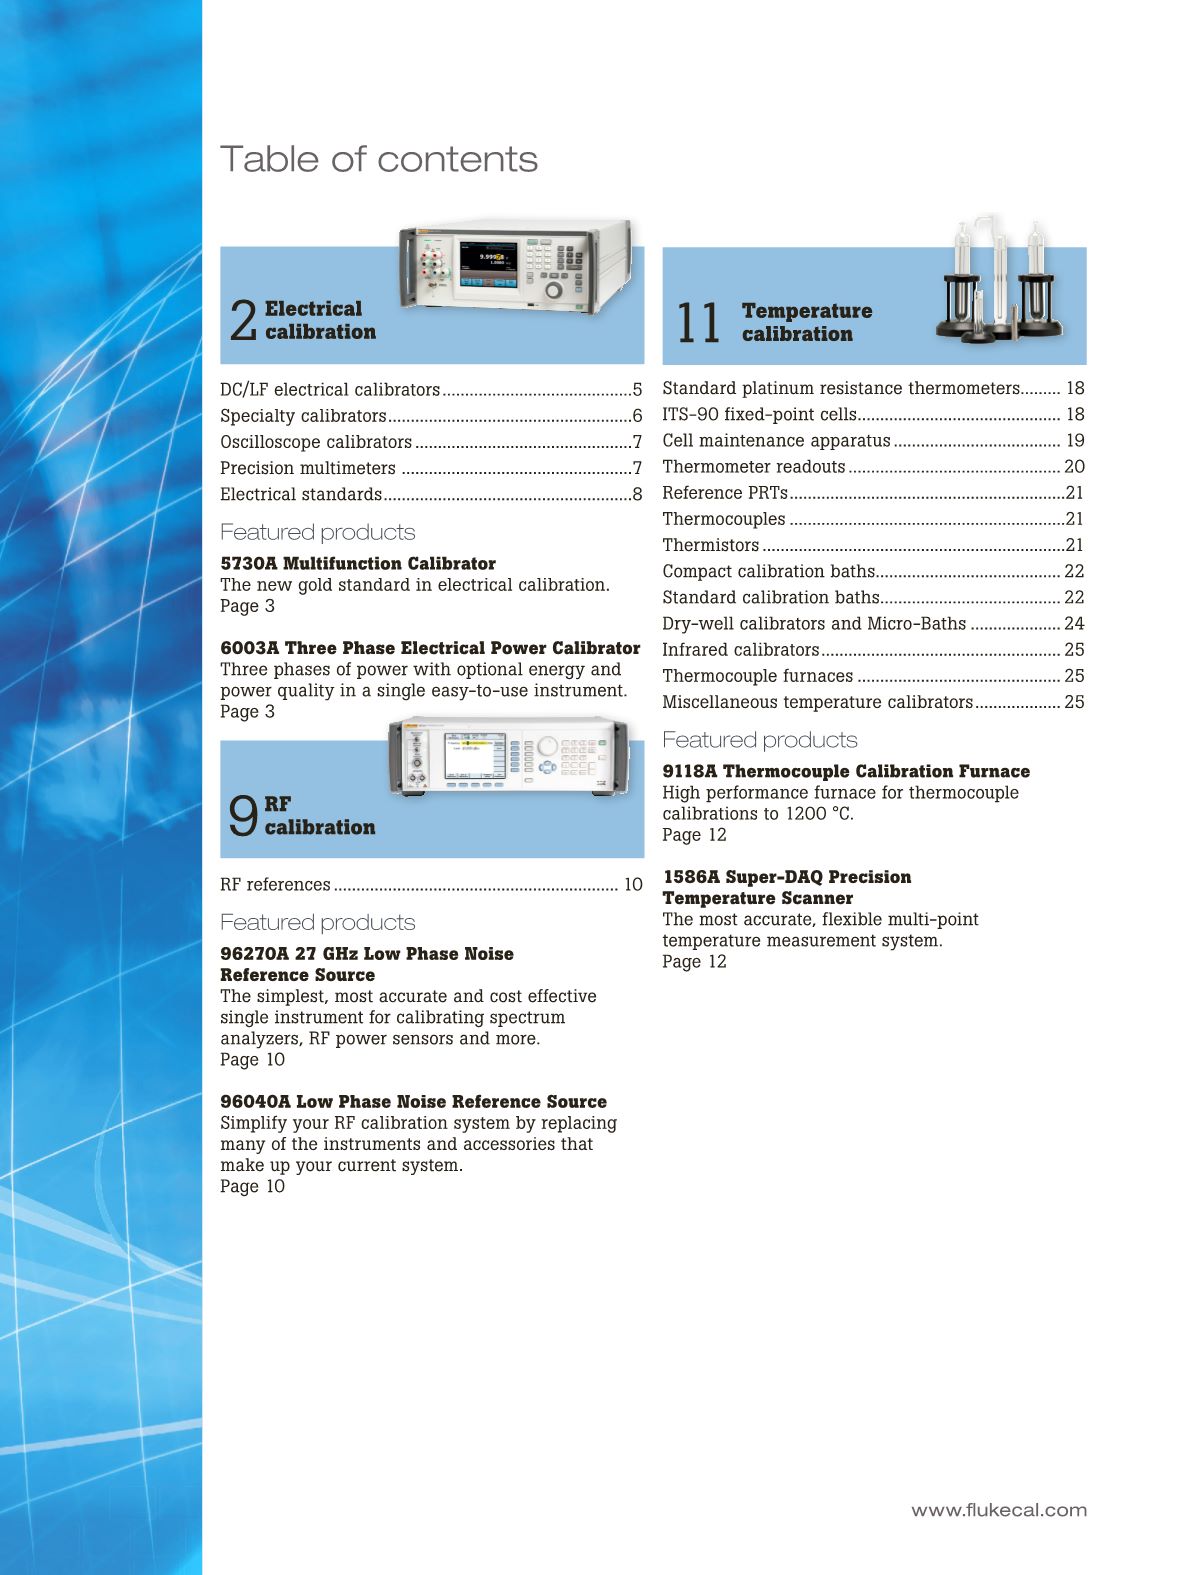 Table of contents
2 Electrical
calibration
DC/LF electrical calibrators..........................................5
Specialty calibrators......................................................6
Oscilloscope calibrators ................................................7
Precision multimeters ...................................................7
Electrical standards.......................................................8
Featured products
5730A Multifunction Calibrator
The new gold standard in electrical calibration.
Page 3
6003A Three Phase Electrical Power Calibrator
Three phases of power with optional energy and
power quality in a single easy-to-use instrument.
Page 3
9 RF
calibration
RF references ............................................................... 10
Featured products
96270A 27 GHz Low Phase Noise
Reference Source
The simplest, most accurate and cost effective
single instrument for calibrating spectrum
analyzers, RF power sensors and more.
Page 10
96040A Low Phase Noise Reference Source
Simplify your RF calibration system by replacing
many of the instruments and accessories that
make up your current system.
Page 10
11 Temperature
calibration
Standard platinum resistance thermometers......... 18
ITS-90 fixed-point cells............................................. 18
Cell maintenance apparatus ..................................... 19
Thermometer readouts ............................................... 20
Reference PRTs.............................................................21
Thermocouples .............................................................21
Thermistors ...................................................................21
Compact calibration baths......................................... 22
Standard calibration baths........................................ 22
Dry-well calibrators and Micro-Baths .................... 24
Infrared calibrators..................................................... 25
Thermocouple furnaces ............................................. 25
Miscellaneous temperature calibrators................... 25
Featured products
9118A Thermocouple Calibration Furnace
High performance furnace for thermocouple
calibrations to 1200 °C.
Page 12
1586A Super-DAQ Precision
Temperature Scanner
The most accurate, flexible multi-point
temperature measurement system.
Page 12
www.flukecal.com